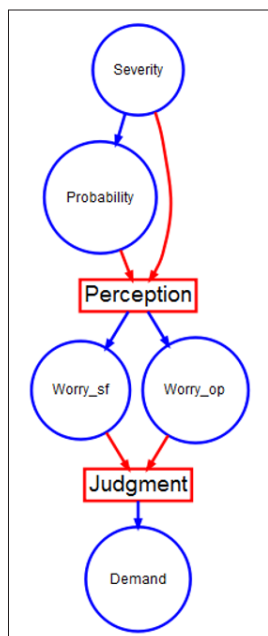 Severity
Probability
Perception
Worry_sf
Worry_op
Judgment
Demand